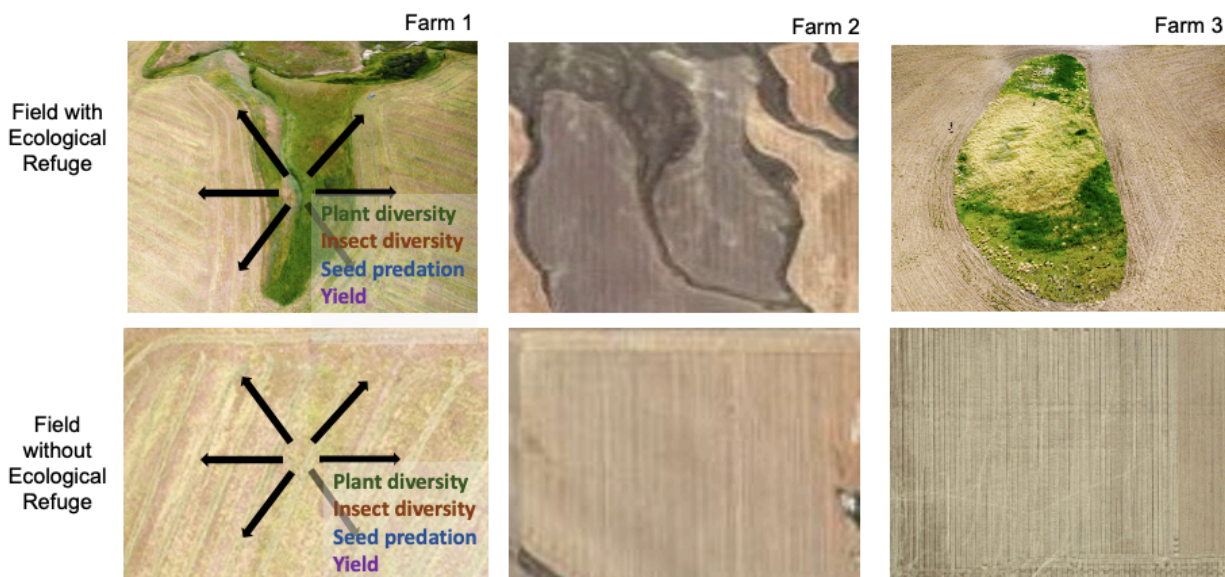 Farm 1
Farm 2
Farm 3
Field with
Ecological
Refuge
Plant diversity
Insect diversity
Seed predation
Yield
Field
without
Ecological
Refuge
Plant diversity
Insect diversity
Seed predation
Yield